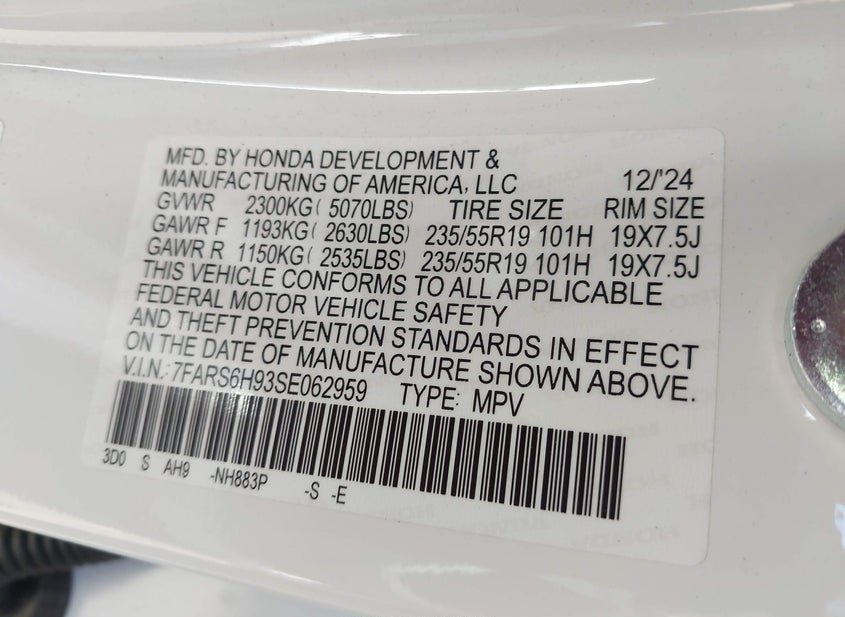 MFD. BY HONDA DEVELOPMENT &
MANUFACTURING OF AMERICA, LLC 12/'24
GVWR 2300KG( 5070LBS) TIRE SIZE RIM SIZE
GAWR F 1193KG( 2630LBS) 235/55R19 101H 19X7.5J
GAWR R 1150KG( 2535LBS) 235/55R19 101H 19X7.5J
THIS VEHICLE CONFORMS TO ALL APPLICABLE
FEDERAL MOTOR VEHICLE SAFETY
AND THEFT PREVENTION STANDARDS IN EFFECT
ON THE DATE OF MANUFACTURE SHOWN ABOVE.
V.I.N.: 7FARS6H93SE062959 TYPE: MPV
3D0 S AH9 -NH883P -S -E